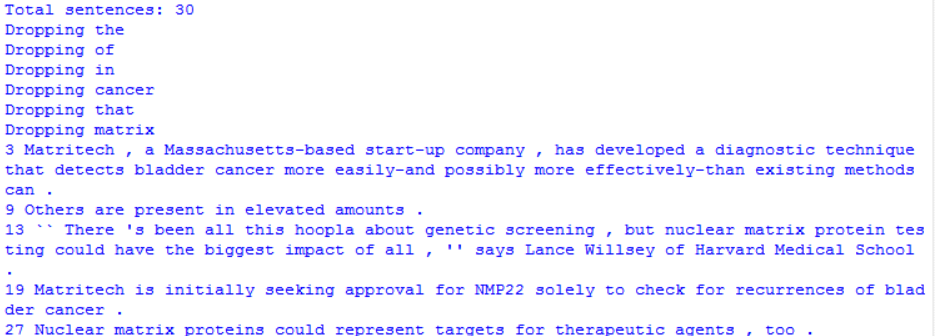 Total sentences: 30
Dropping the
Dropping of
Dropping in
Dropping cancer
Dropping that
Dropping matrix
3 Matritech , a Massachusetts-based start-up company , has developed a diagnostic technique
that detects bladder cancer more easily-and possibly more effectively-than existing methods
can .
9 Others are present in elevated amounts .
13 `` There 's been all this hoopla about genetic screening , but nuclear matrix protein tes
ting could have the biggest impact of all , '' says Lance Willsey of Harvard Medical School
.
19 Matritech is initially seeking approval for NMP22 solely to check for recurrences of blad
der cancer .
27 Nuclear matrix proteins could represent targets for therapeutic agents , too .